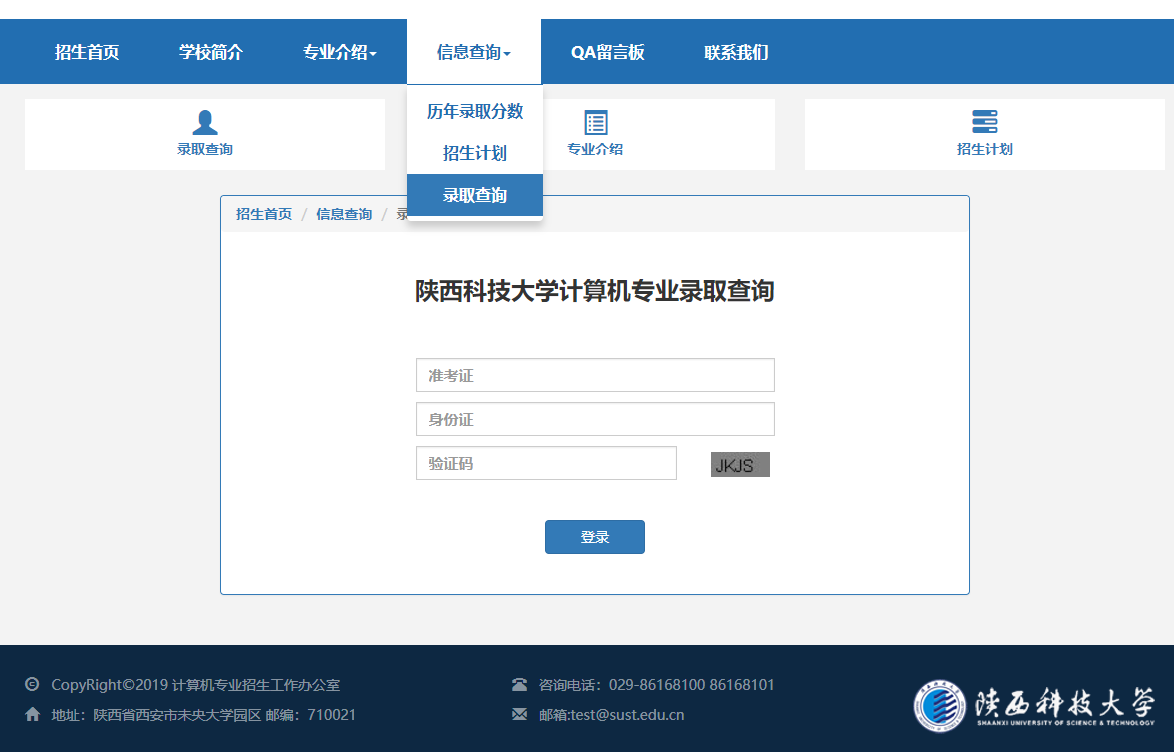 招生首页 学校简介 专业介绍 信息查询 QA留言板 联系我们
历年录取分数
招生计划
录取查询
录取查询 专业介绍 招生计划
招生首页 / 信息查询 / 录
陕西科技大学计算机专业录取查询
准考证
身份证
验证码 JKJS
登录
CopyRight©2019 计算机专业招生工作办公室 咨询电话：029-86168100 86168101
地址：陕西省西安市未央大学园区 邮编：710021 邮箱:test@sust.edu.cn
陕西科技大学
SHAANXI UNIVERSITY OF SCIENCE & TECHNOLOGY